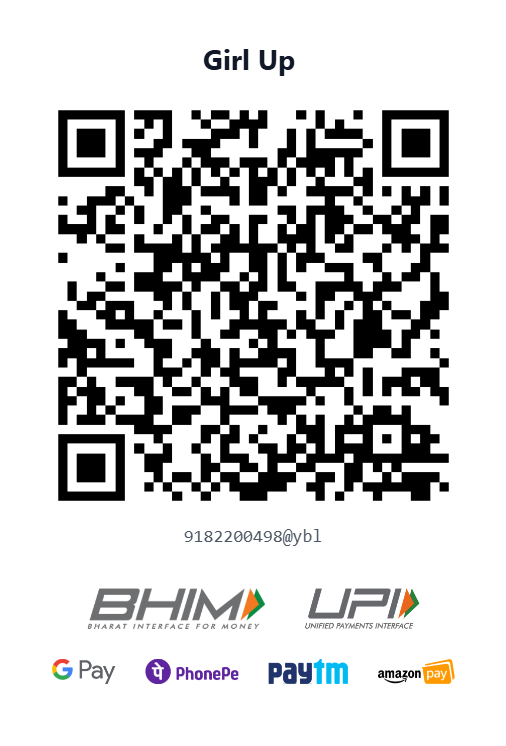 Girl Up
9182200498@ybl
BHIM UPI
BHARAT INTERFACE FOR MONEY UNIFIED PAYMENTS INTERFACE
G Pay PhonePe paytm amazon pay